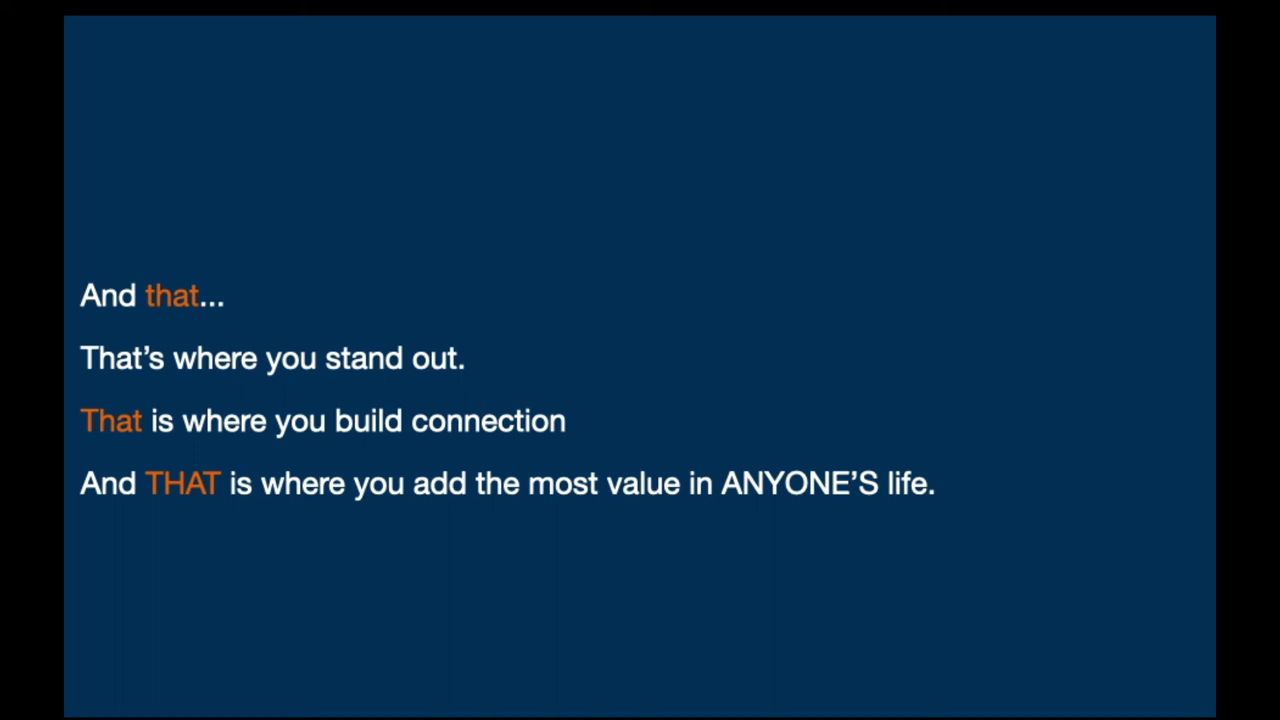 And that...
That’s where you stand out.
That is where you build connection
And THAT is where you add the most value in ANYONE’S life.